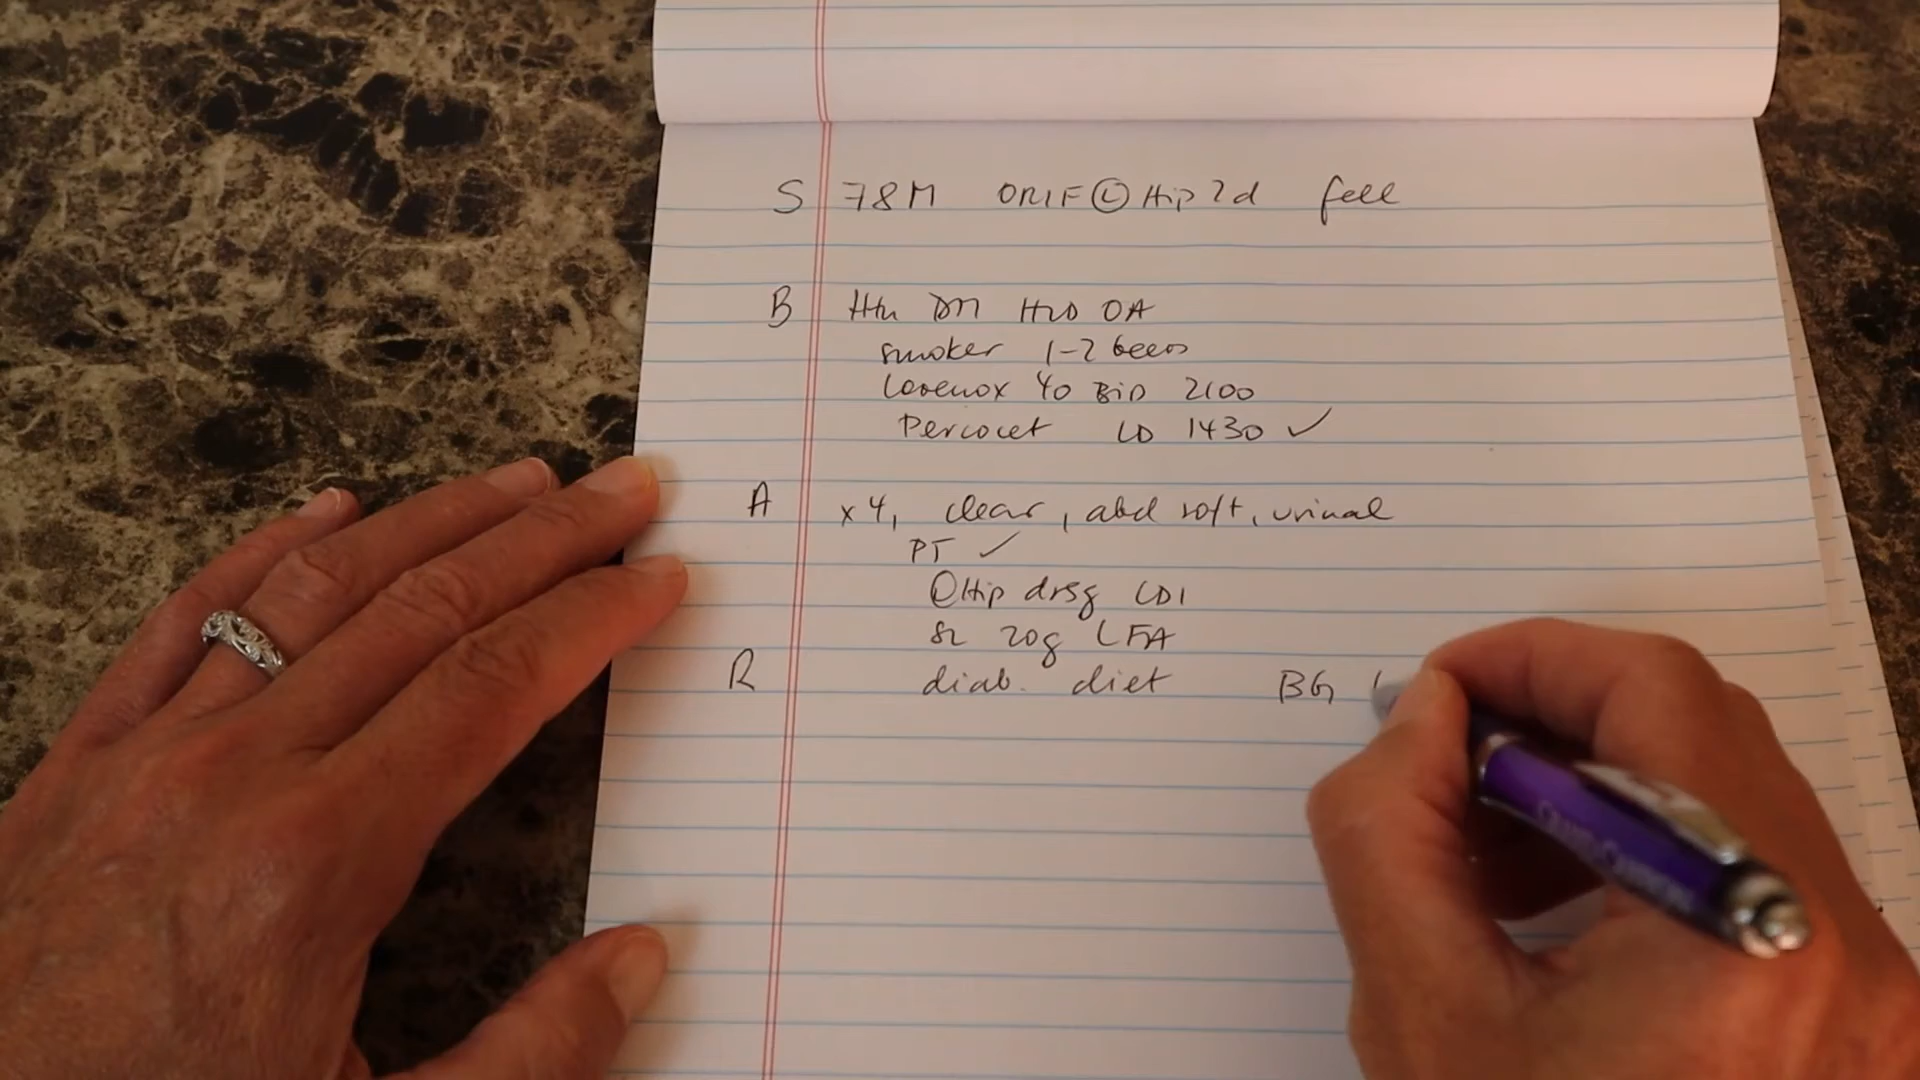 S 78M ORIF Ⓛ Hip 2d fell
B Htn DM H2O OA
smoker 1-2 beers
Lovenox 40 BID 2100
Percocet LD 1430 ✓
A x4, clear, abd soft, urinal
PT ✓
Ⓛ Hip drsg CDI
SL 20g LFA
R diab. diet BG